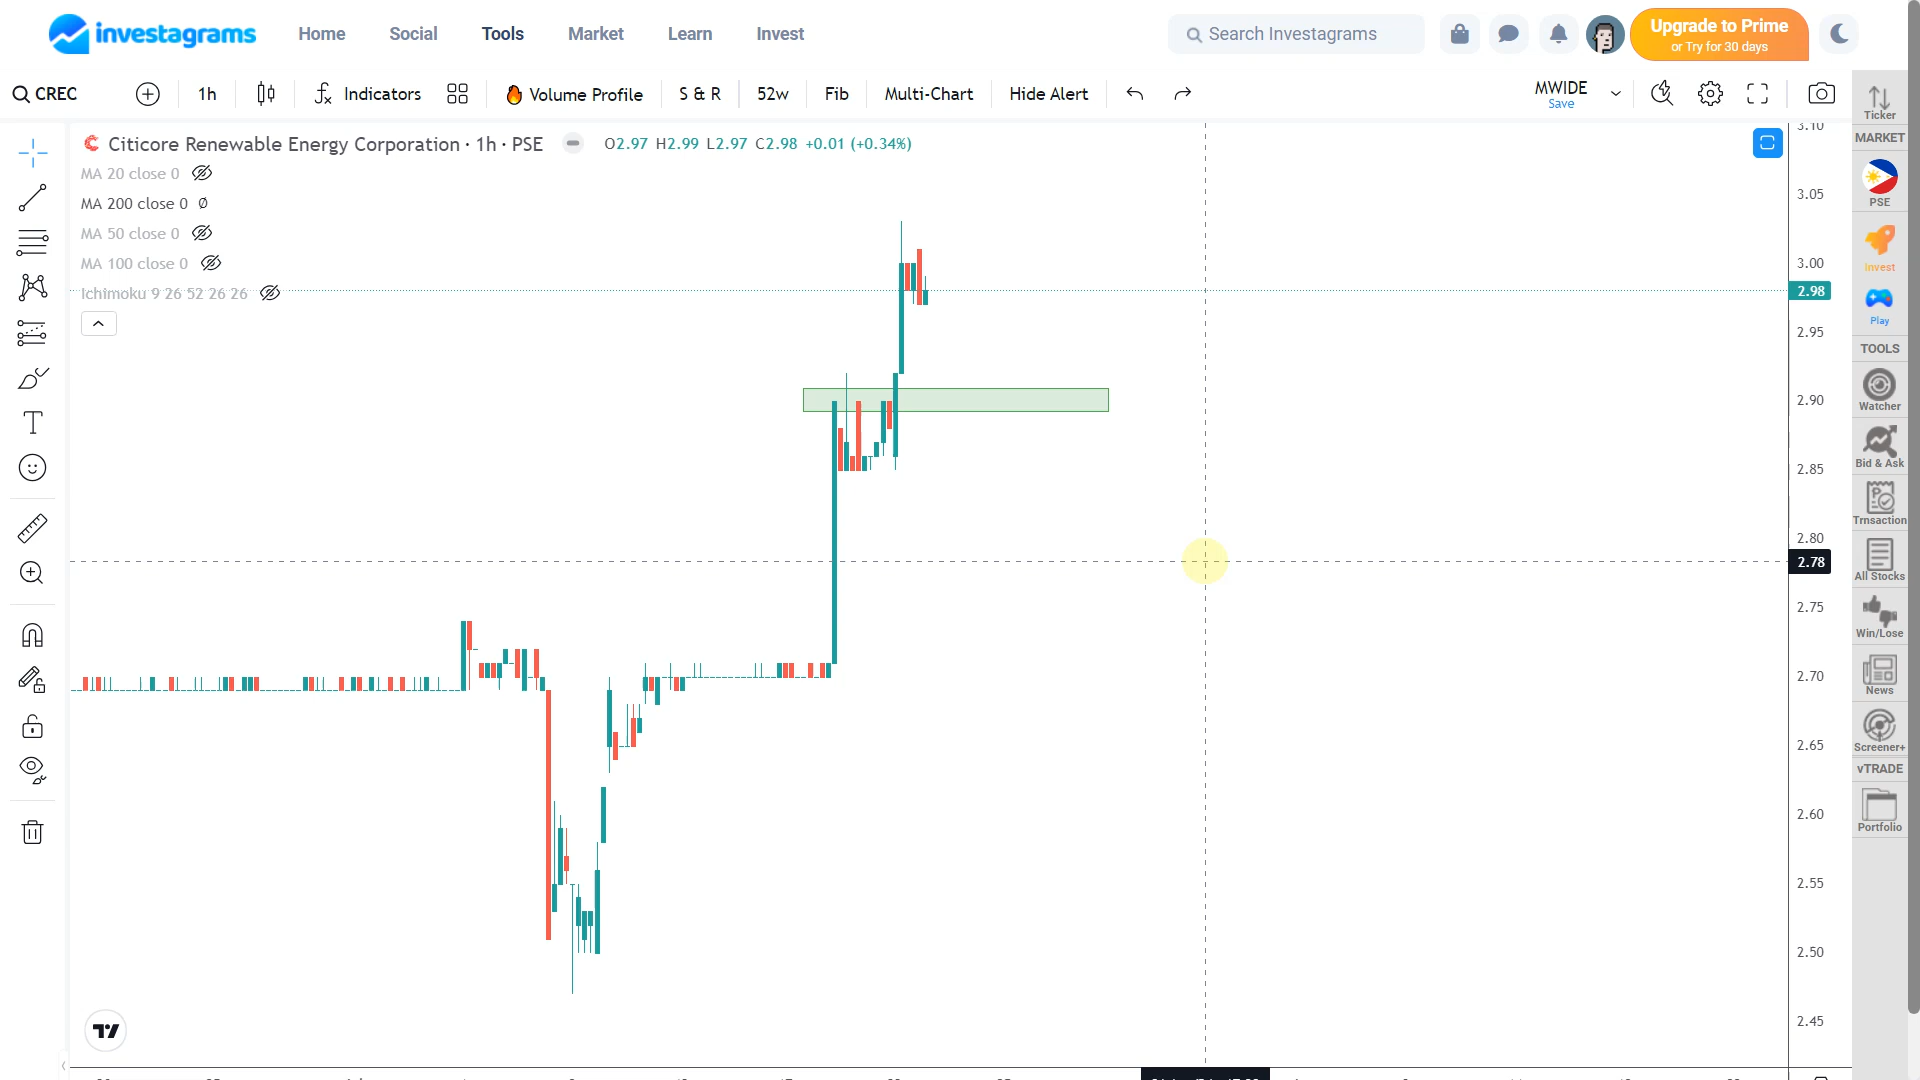 investagrams
Home
Social
Tools
Market
Learn
Invest
Search Investagrams
Upgrade to Prime
or Try for 30 days
CREC
1h
Indicators
Volume Profile
S & R
52w
Fib
Multi-Chart
Hide Alert
MWIDE
Save
Citicore Renewable Energy Corporation · 1h · PSE
O2.97 H2.99 L2.97 C2.98 +0.01 (+0.34%)
MA 20 close 0
MA 200 close 0
MA 50 close 0
MA 100 close 0
Ichimoku 9 26 52 26 26
3.10
3.05
3.00
2.98
2.95
2.90
2.85
2.80
2.78
2.75
2.70
2.65
2.60
2.55
2.50
2.45
Ticker
MARKET
PSE
Invest
Play
TOOLS
Watcher
Bid & Ask
Trnsaction
All Stocks
Win/Lose
News
Screener+
vTRADE
Portfolio